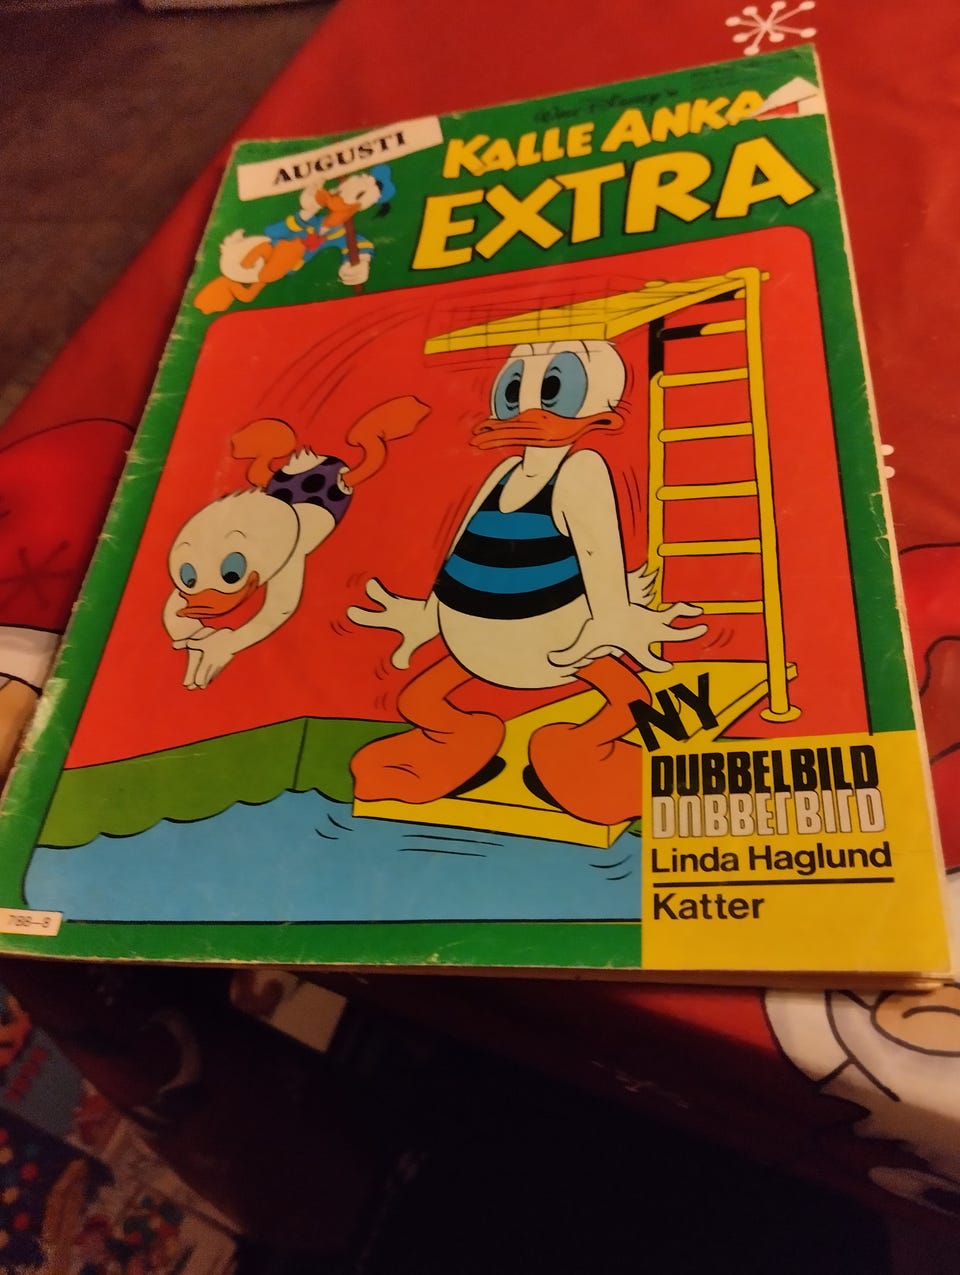 AUGUSTI
Walt Disney's
KALLE ANKA
EXTRA
NY
DUBBELBILD
DUBBELBILD
Linda Haglund
Katter
788-8